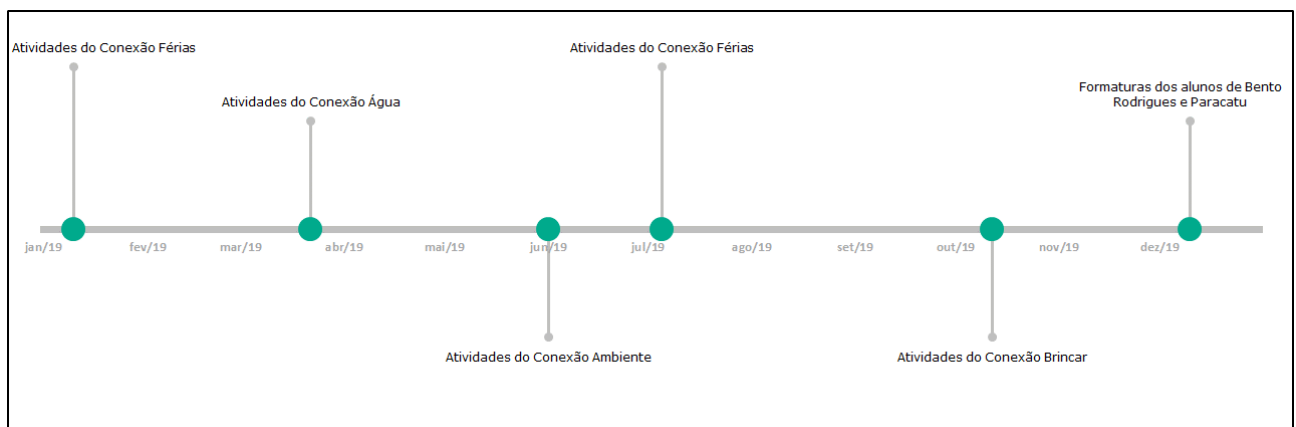 Atividades do Conexão Férias
Atividades do Conexão Férias
Formaturas dos alunos de Bento
Rodrigues e Paracatu
Atividades do Conexão Água
jan/19
fev/19
mar/19
abr/19
mai/19
jun/19
jul/19
ago/19
set/19
out/19
nov/19
dez/19
Atividades do Conexão Ambiente
Atividades do Conexão Brincar